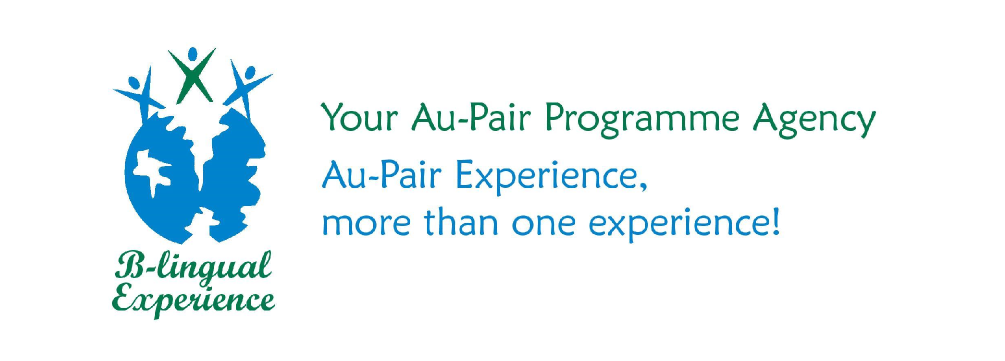 Your Au-Pair Programme Agency
Au-Pair Experience,
more than one experience!
B-lingual
Experience